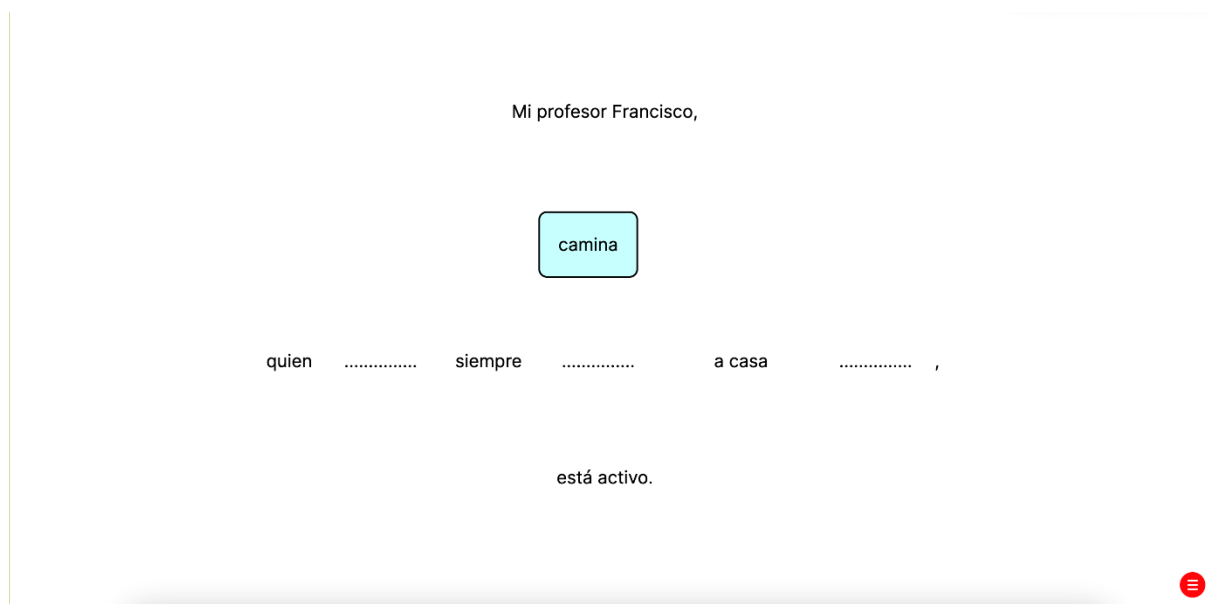 Mi profesor Francisco,
camina
quien ............... siempre ............... a casa ............... ,
está activo.